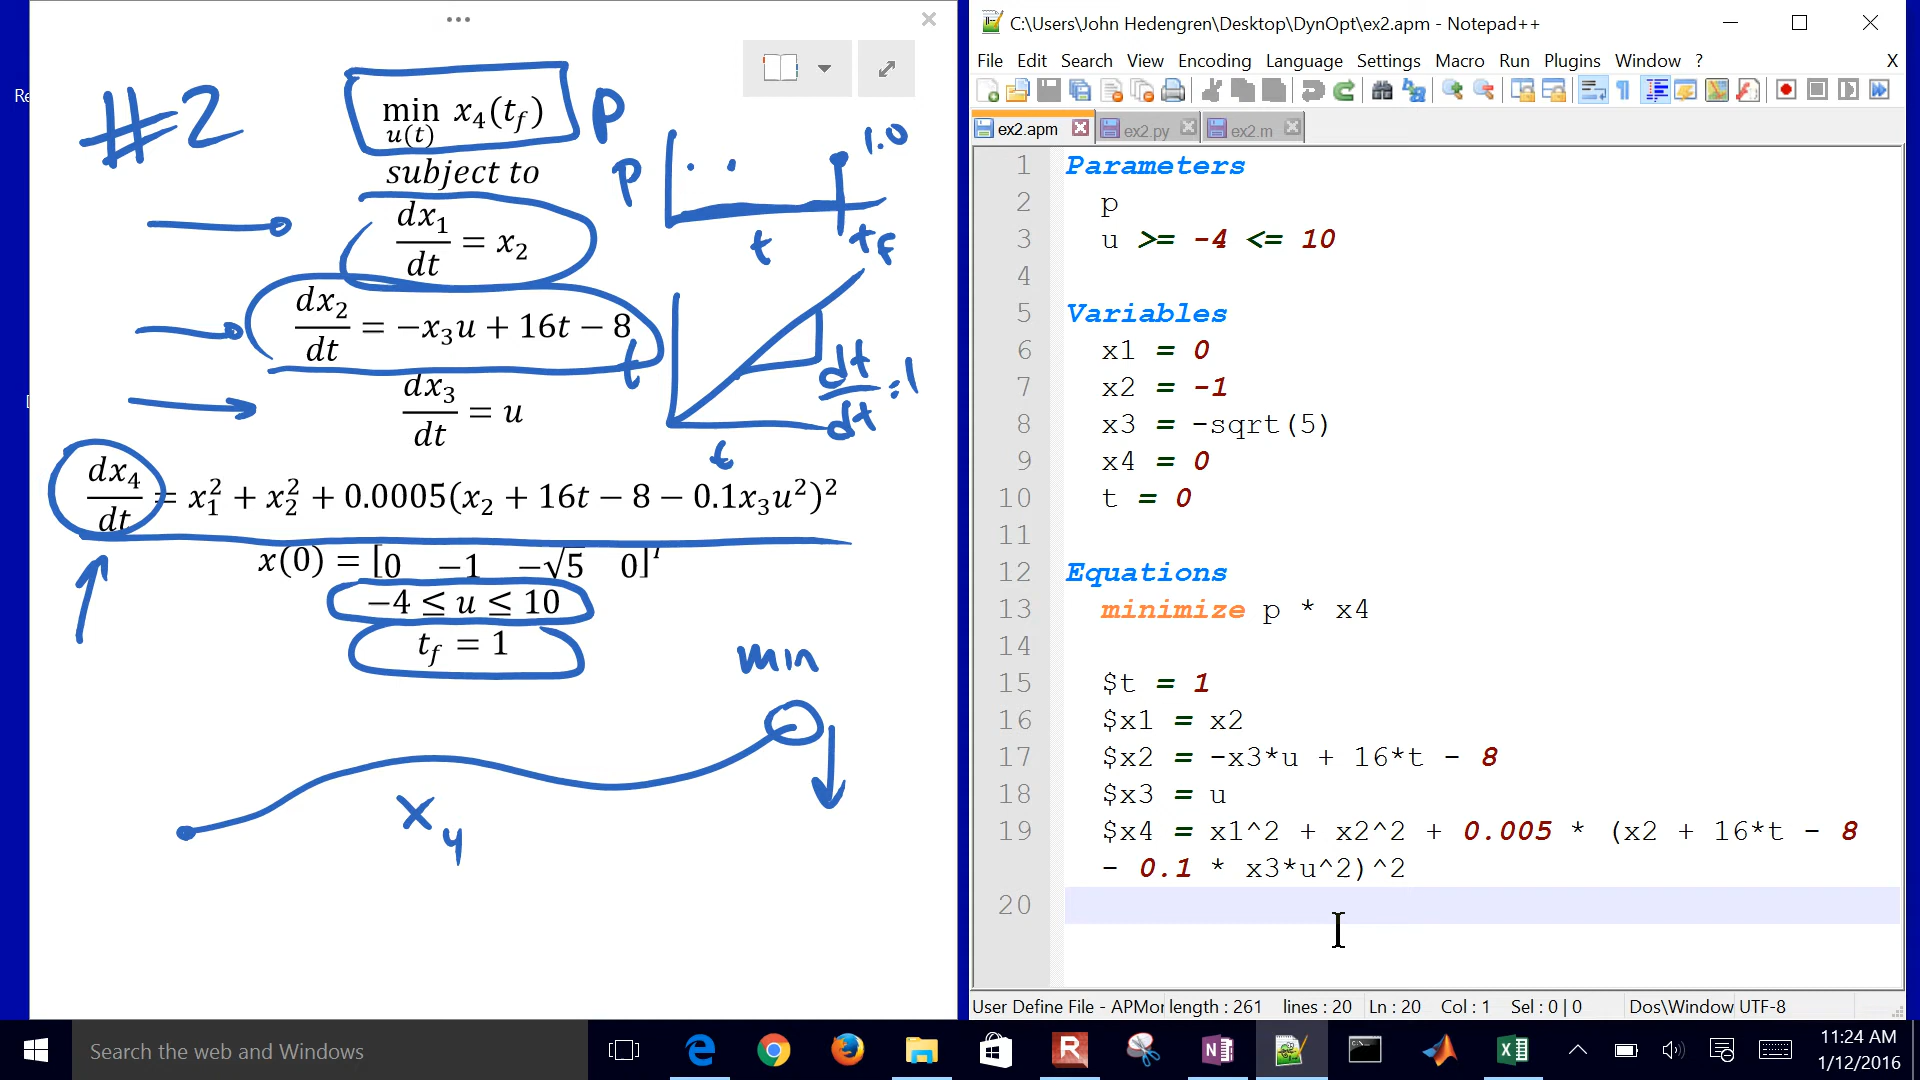 #2
min x₄(t_f)
u(t)
P
subject to
dx₁/dt = x₂
dx₂/dt = −x₃u + 16t − 8
dx₃/dt = u
dx₄/dt = x₁² + x₂² + 0.0005(x₂ + 16t − 8 − 0.1x₃u²)²
x(0) = [0 −1 −√5 0]ᵀ
−4 ≤ u ≤ 10
t_f = 1
P
1.0
t
tf
t
dt/dt = 1
t
min
x4
C:\Users\John Hedengren\Desktop\DynOpt\ex2.apm - Notepad++
File Edit Search View Encoding Language Settings Macro Run Plugins Window ? X
ex2.apm ex2.py ex2.m
1 Parameters
2 p
3 u >= -4 <= 10
4
5 Variables
6 x1 = 0
7 x2 = -1
8 x3 = -sqrt(5)
9 x4 = 0
10 t = 0
11
12 Equations
13 minimize p * x4
14
15 $t = 1
16 $x1 = x2
17 $x2 = -x3*u + 16*t - 8
18 $x3 = u
19 $x4 = x1^2 + x2^2 + 0.005 * (x2 + 16*t - 8
- 0.1 * x3*u^2)^2
20
User Define File - APMor length : 261 lines : 20 Ln : 20 Col : 1 Sel : 0 | 0 Dos\Window UTF-8
Search the web and Windows
11:24 AM
1/12/2016